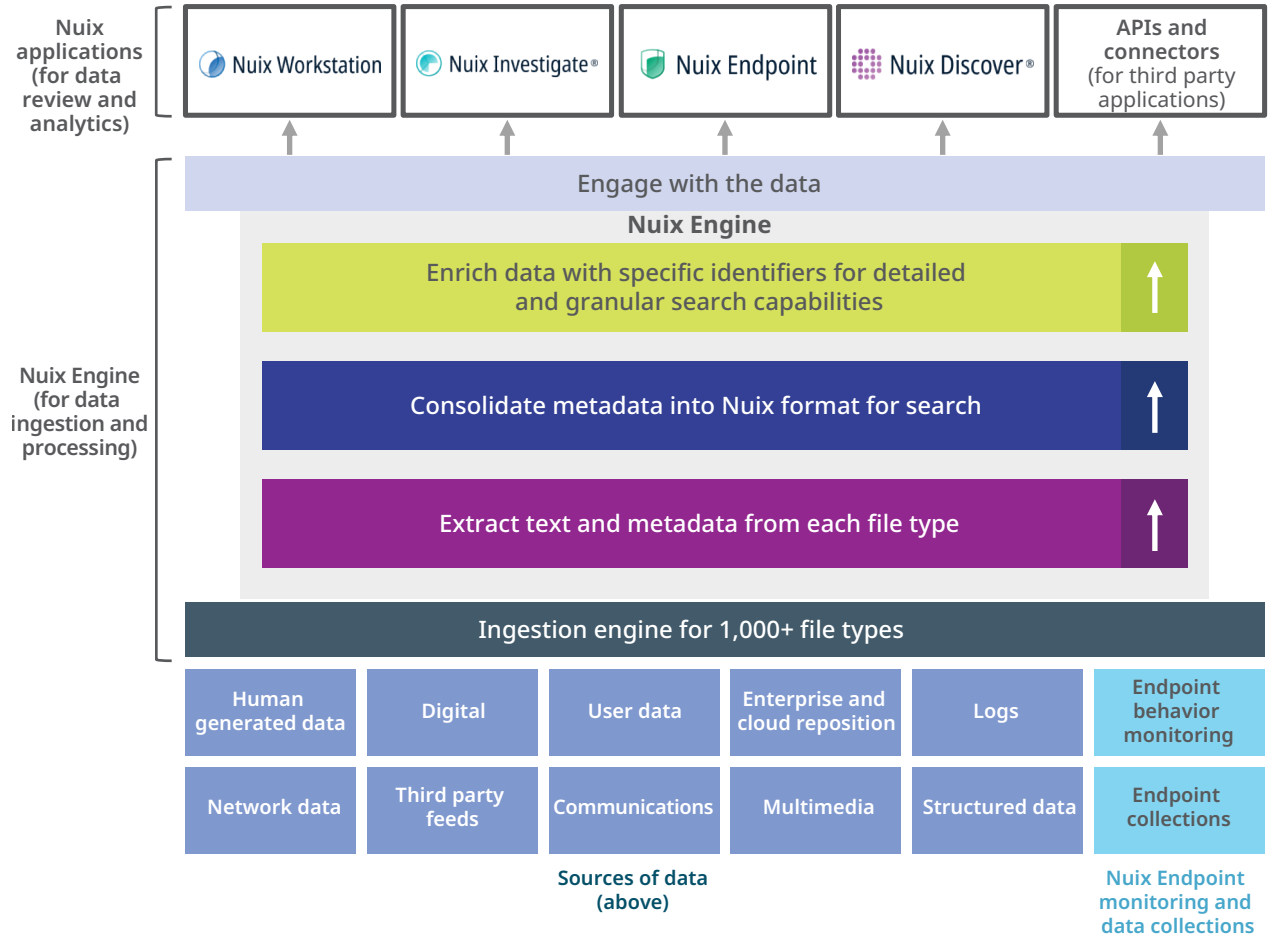 Nuix
applications
(for data
review and
analytics)
Nuix Workstation
Nuix Investigate®
Nuix Endpoint
Nuix Discover®
APIs and
connectors
(for third party
applications)
Engage with the data
Nuix Engine
Enrich data with specific identifiers for detailed
and granular search capabilities
Consolidate metadata into Nuix format for search
Extract text and metadata from each file type
Nuix Engine
(for data
ingestion and
processing)
Ingestion engine for 1,000+ file types
Human
generated data
Digital
User data
Enterprise and
cloud reposition
Logs
Endpoint
behavior
monitoring
Network data
Third party
feeds
Communications
Multimedia
Structured data
Endpoint
collections
Sources of data
(above)
Nuix Endpoint
monitoring and
data collections